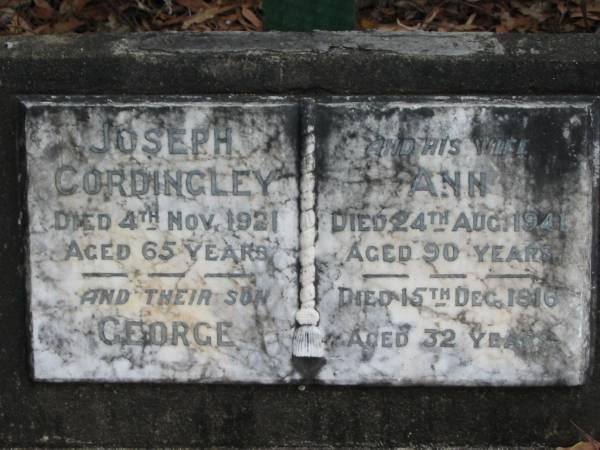 JOSEPH
CORDINGLEY
DIED 4TH NOV. 1921
AGED 65 YEARS
AND THEIR SON
GEORGE
AND HIS WIFE
ANN
DIED 24TH AUG. 1941
AGED 90 YEARS
DIED 15TH DEC. 1916
AGED 32 YEARS